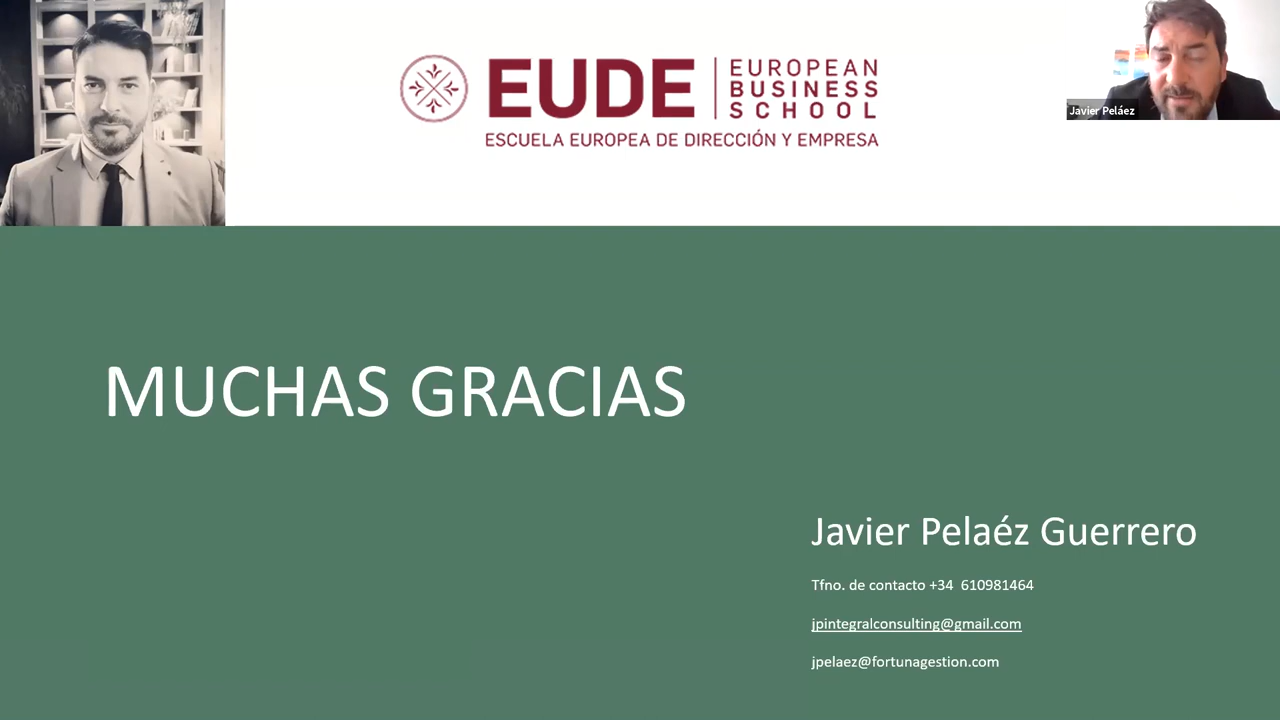 EUDE
EUROPEAN
BUSINESS
SCHOOL
ESCUELA EUROPEA DE DIRECCIÓN Y EMPRESA
Javier Peláez
MUCHAS GRACIAS
Javier Pelaéz Guerrero
Tfno. de contacto +34 610981464
jpintegralconsulting@gmail.com
jpelaez@fortunagestion.com